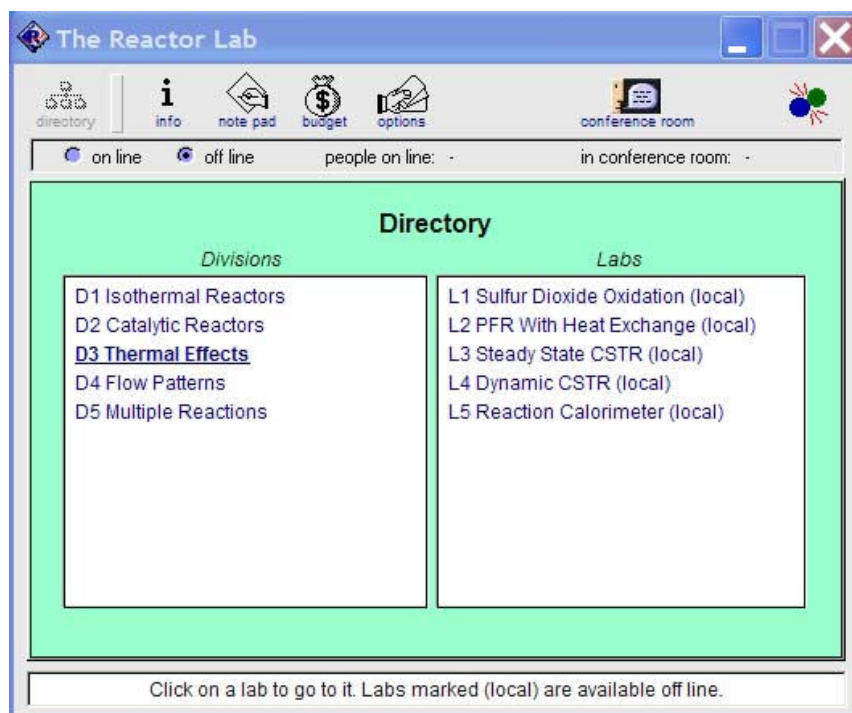 The Reactor Lab
directory info note pad budget options conference room
on line off line people on line: - in conference room: -
Directory
Divisions
D1 Isothermal Reactors
D2 Catalytic Reactors
D3 Thermal Effects
D4 Flow Patterns
D5 Multiple Reactions
Labs
L1 Sulfur Dioxide Oxidation (local)
L2 PFR With Heat Exchange (local)
L3 Steady State CSTR (local)
L4 Dynamic CSTR (local)
L5 Reaction Calorimeter (local)
Click on a lab to go to it. Labs marked (local) are available off line.